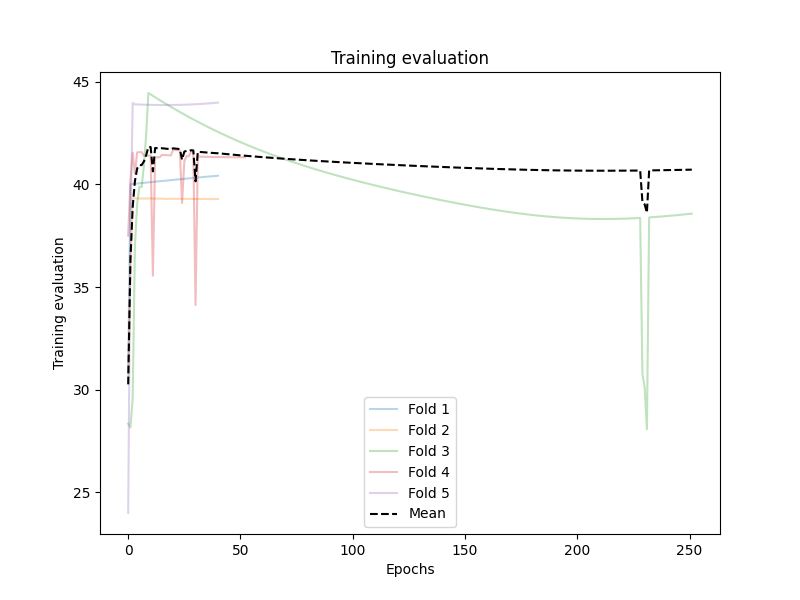 Training evaluation
Training evaluation
45
40
35
30
25
0 50 100 150 200 250
Epochs
Fold 1
Fold 2
Fold 3
Fold 4
Fold 5
Mean